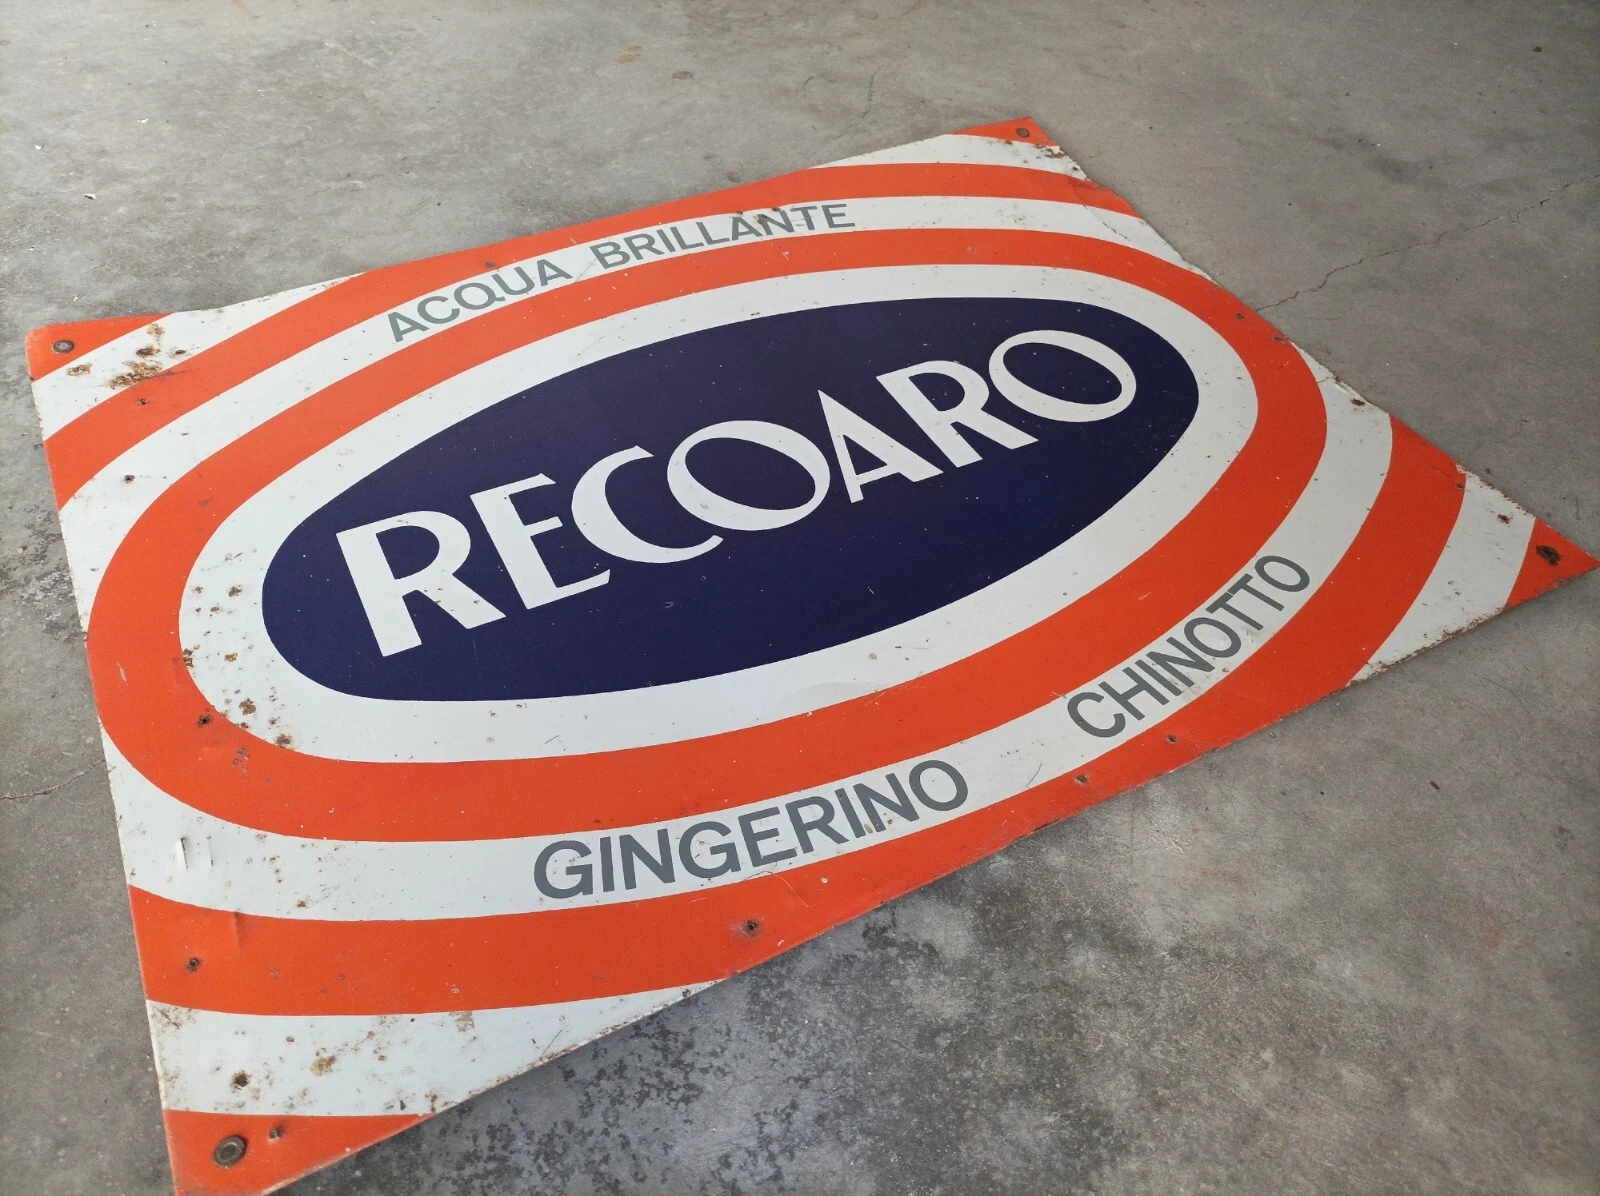 ACQUA BRILLANTE
RECOARO
GINGERINO
CHINOTTO